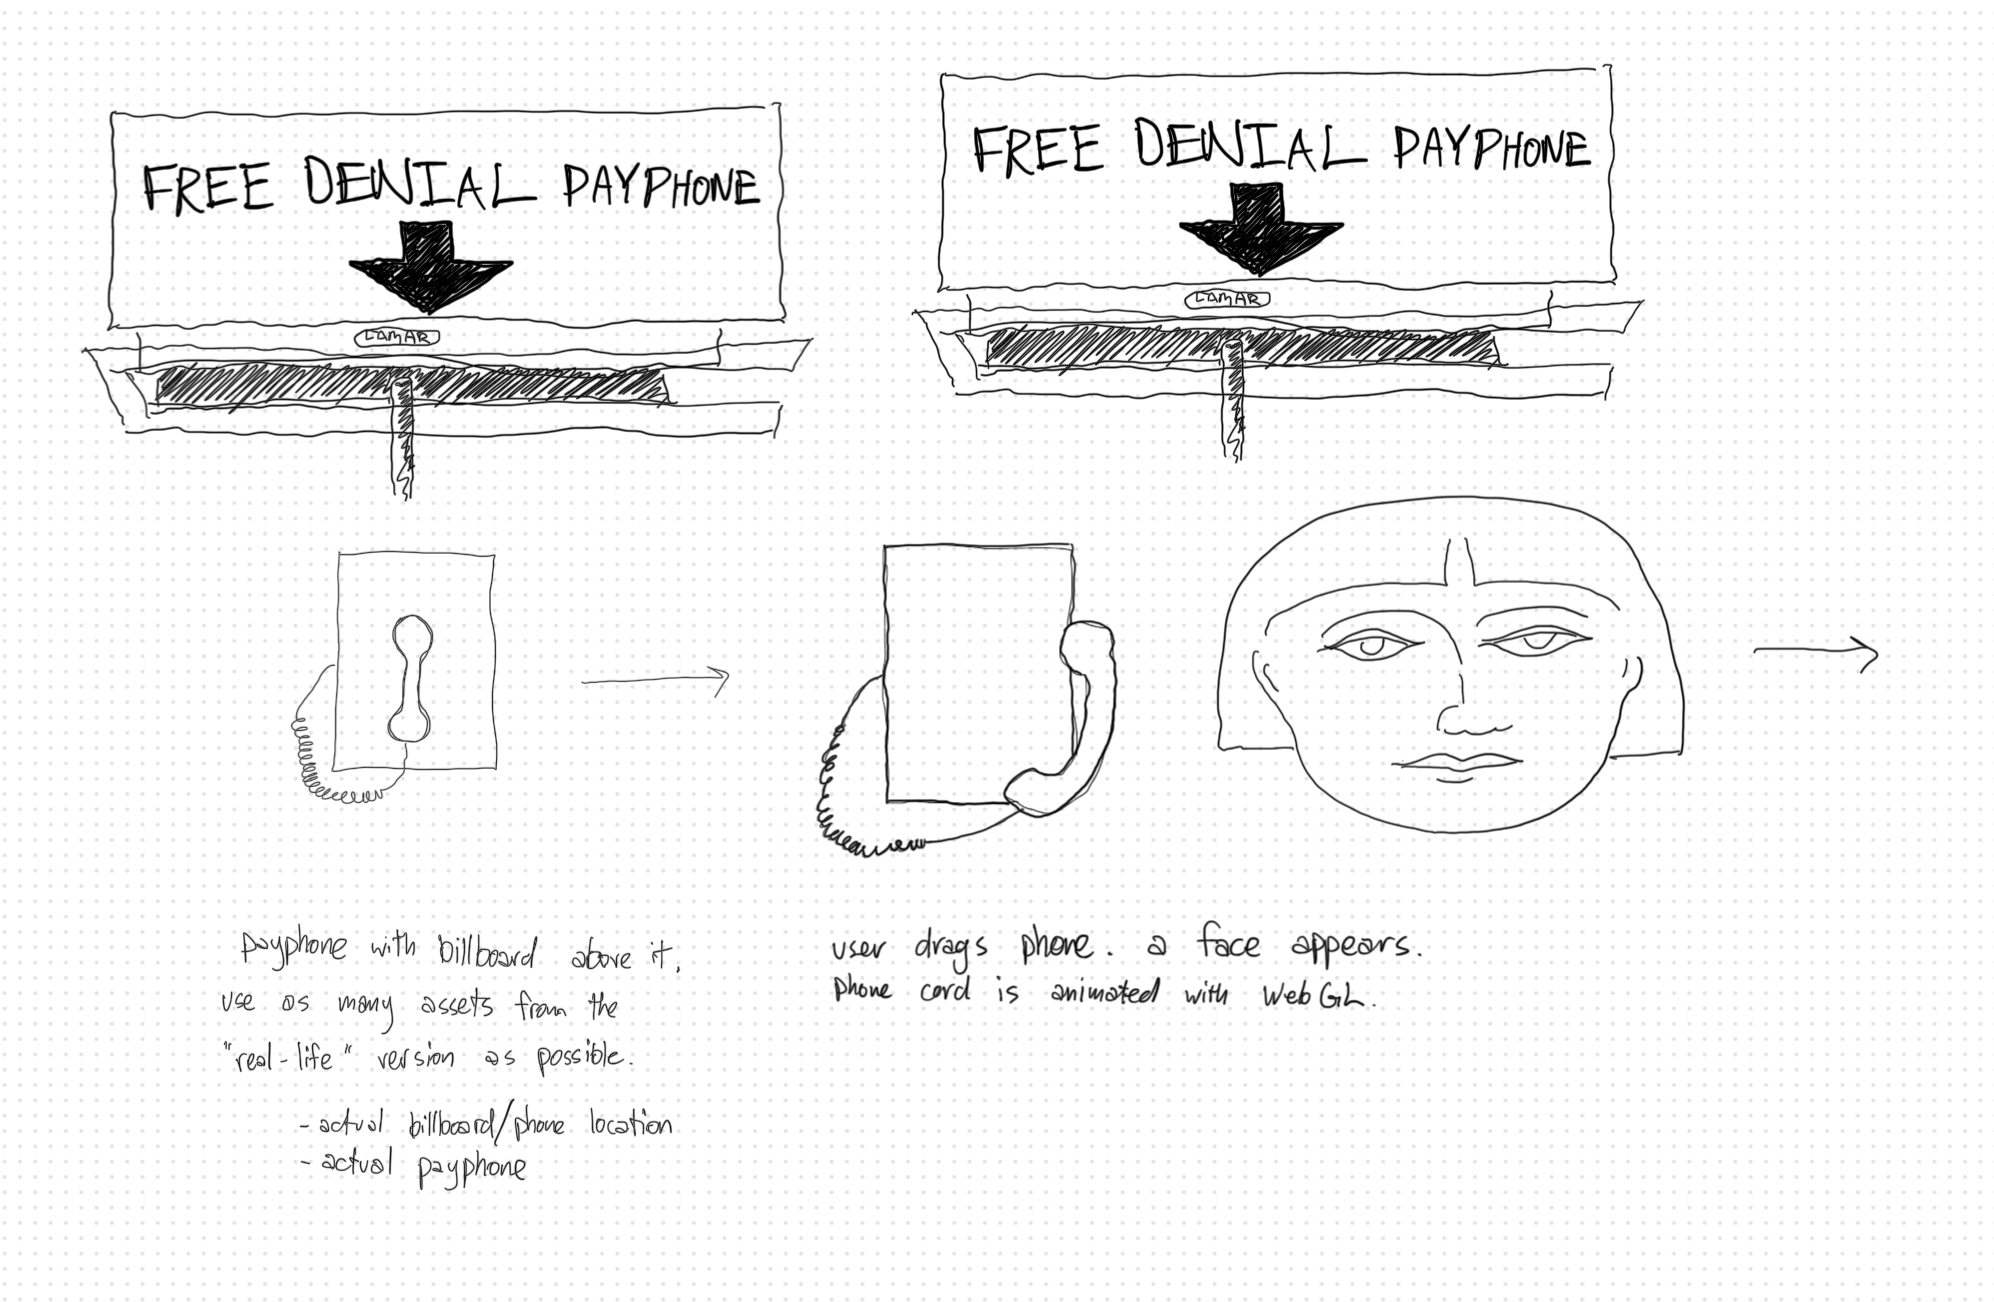 FREE DENIAL PAYPHONE
LAMAR
FREE DENIAL PAYPHONE
LAMAR
payphone with billboard above it.
use as many assets from the
"real-life" version as possible.
- actual billboard/phone location
- actual payphone
user drags phone. a face appears.
phone cord is animated with WebGL.